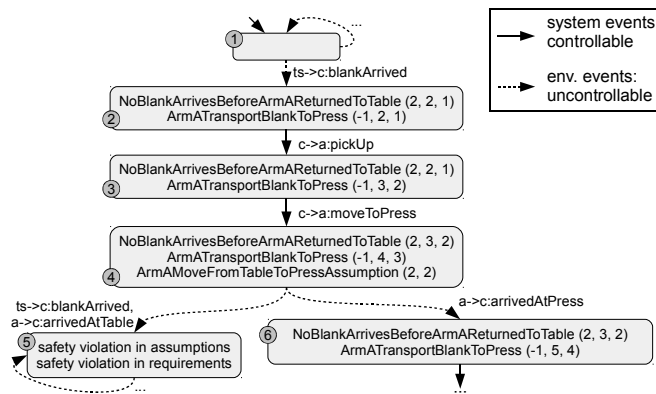 ...
system events
controllable
env. events:
uncontrollable
1
ts->c:blankArrived
NoBlankArrivesBeforeArmAReturnedToTable (2, 2, 1)
ArmATransportBlankToPress (-1, 2, 1)
2
c->a:pickUp
NoBlankArrivesBeforeArmAReturnedToTable (2, 2, 1)
ArmATransportBlankToPress (-1, 3, 2)
3
c->a:moveToPress
NoBlankArrivesBeforeArmAReturnedToTable (2, 3, 2)
ArmATransportBlankToPress (-1, 4, 3)
ArmAMoveFromTableToPressAssumption (2, 2)
4
ts->c:blankArrived,
a->c:arrivedAtTable
a->c:arrivedAtPress
5
safety violation in assumptions
safety violation in requirements
...
6
NoBlankArrivesBeforeArmAReturnedToTable (2, 3, 2)
ArmATransportBlankToPress (-1, 5, 4)
...